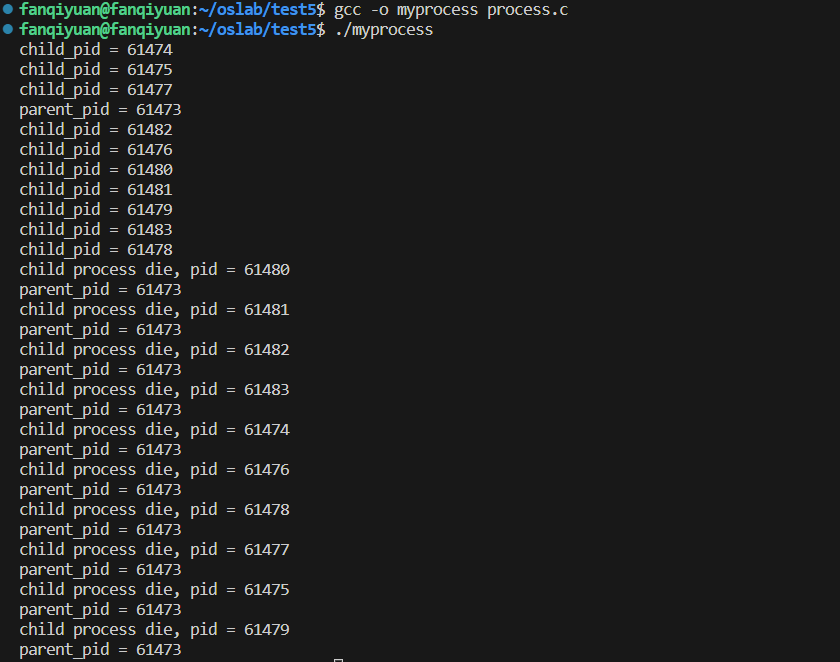 fanqiyuan@fanqiyuan:~/oslab/test5$ gcc -o myprocess process.c
fanqiyuan@fanqiyuan:~/oslab/test5$ ./myprocess
child_pid = 61474
child_pid = 61475
child_pid = 61477
parent_pid = 61473
child_pid = 61482
child_pid = 61476
child_pid = 61480
child_pid = 61481
child_pid = 61479
child_pid = 61483
child_pid = 61478
child process die, pid = 61480
parent_pid = 61473
child process die, pid = 61481
parent_pid = 61473
child process die, pid = 61482
parent_pid = 61473
child process die, pid = 61483
parent_pid = 61473
child process die, pid = 61474
parent_pid = 61473
child process die, pid = 61476
parent_pid = 61473
child process die, pid = 61478
parent_pid = 61473
child process die, pid = 61477
parent_pid = 61473
child process die, pid = 61475
parent_pid = 61473
child process die, pid = 61479
parent_pid = 61473